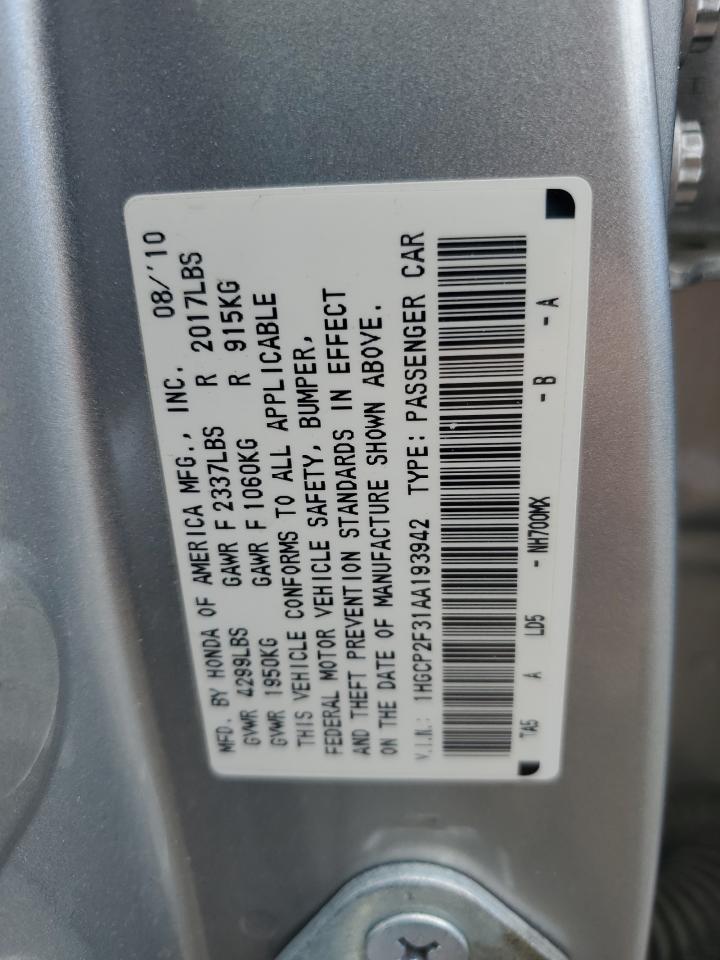 MFD. BY HONDA OF AMERICA MFG., INC. 08/'10
GVWR 4299LBS GAWR F 2337LBS R 2017LBS
GVWR 1950KG GAWR F 1060KG R 915KG
THIS VEHICLE CONFORMS TO ALL APPLICABLE
FEDERAL MOTOR VEHICLE SAFETY, BUMPER,
AND THEFT PREVENTION STANDARDS IN EFFECT
ON THE DATE OF MANUFACTURE SHOWN ABOVE.
V.I.N.: 1HGCP2F31AA193942 TYPE: PASSENGER CAR
TA5 A LD5 - NH700MX - B - A